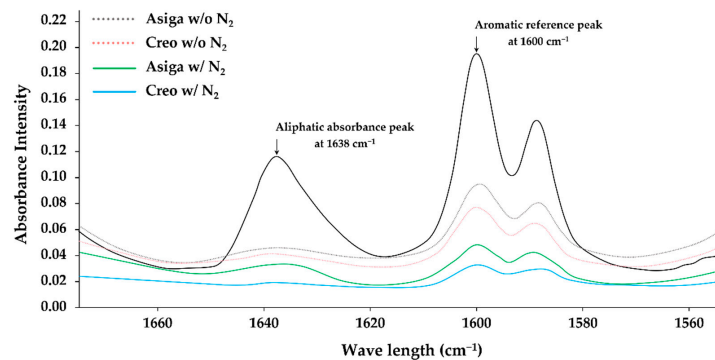 0.22
0.20
0.18
0.16
0.14
0.12
0.10
0.08
0.06
0.04
0.02
0.00
Absorbance Intensity
Asiga w/o N₂
Creo w/o N₂
Asiga w/ N₂
Creo w/ N₂
Aromatic reference peak
at 1600 cm⁻¹
Aliphatic absorbance peak
at 1638 cm⁻¹
1660 1640 1620 1600 1580 1560
Wave length (cm⁻¹)